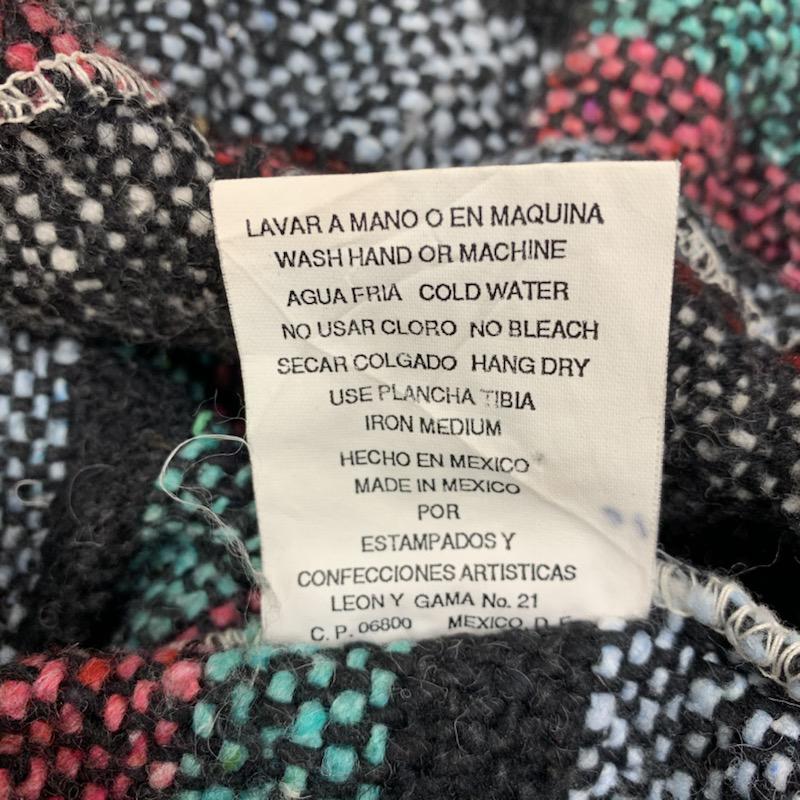 LAVAR A MANO O EN MAQUINA
WASH HAND OR MACHINE
AGUA FRIA COLD WATER
NO USAR CLORO NO BLEACH
SECAR COLGADO HANG DRY
USE PLANCHA TIBIA
IRON MEDIUM
HECHO EN MEXICO
MADE IN MEXICO
POR
ESTAMPADOS Y
CONFECCIONES ARTISTICAS
LEON Y GAMA No. 21
C. P. 06800 MEXICO, D. F.